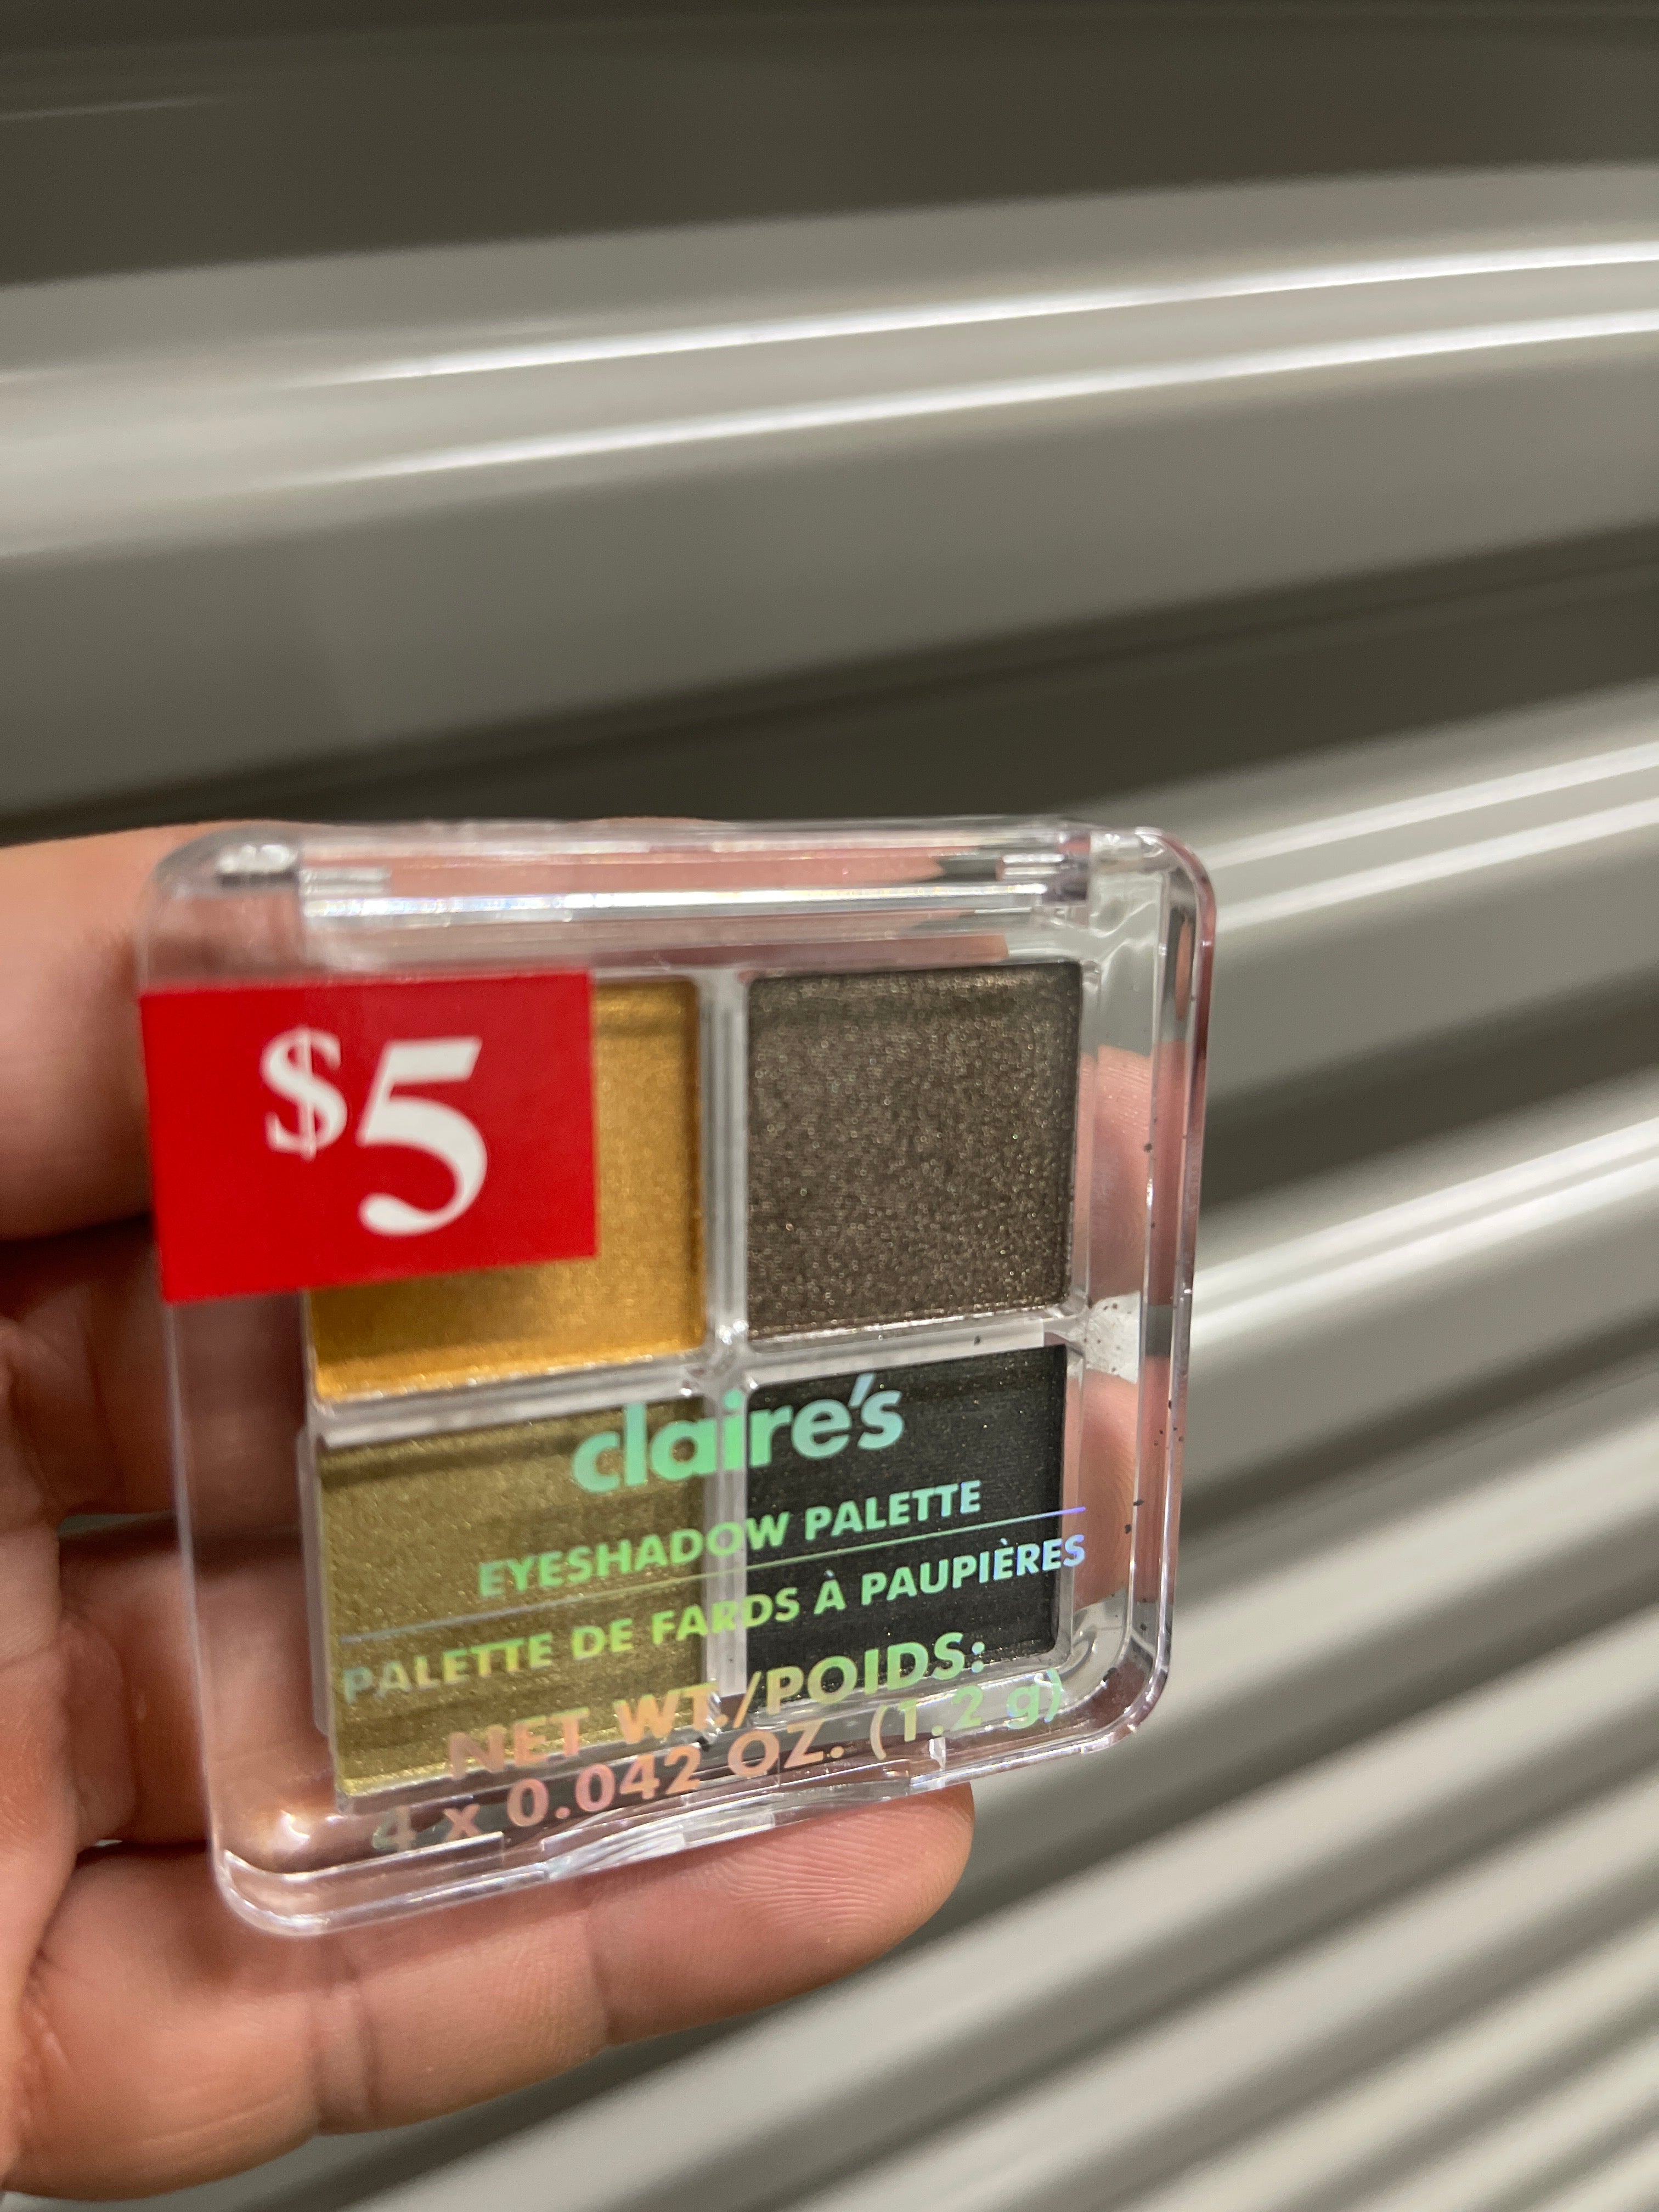 $5
claire's
EYESHADOW PALETTE
PALETTE DE FARDS À PAUPIÈRES
NET WT./POIDS:
4 x 0.042 OZ. (1.2 g)